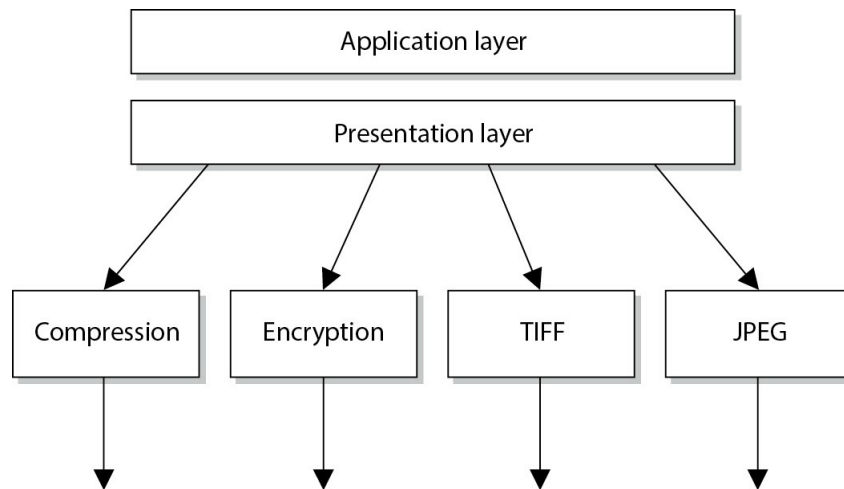 Application layer
Presentation layer
Compression
Encryption
TIFF
JPEG